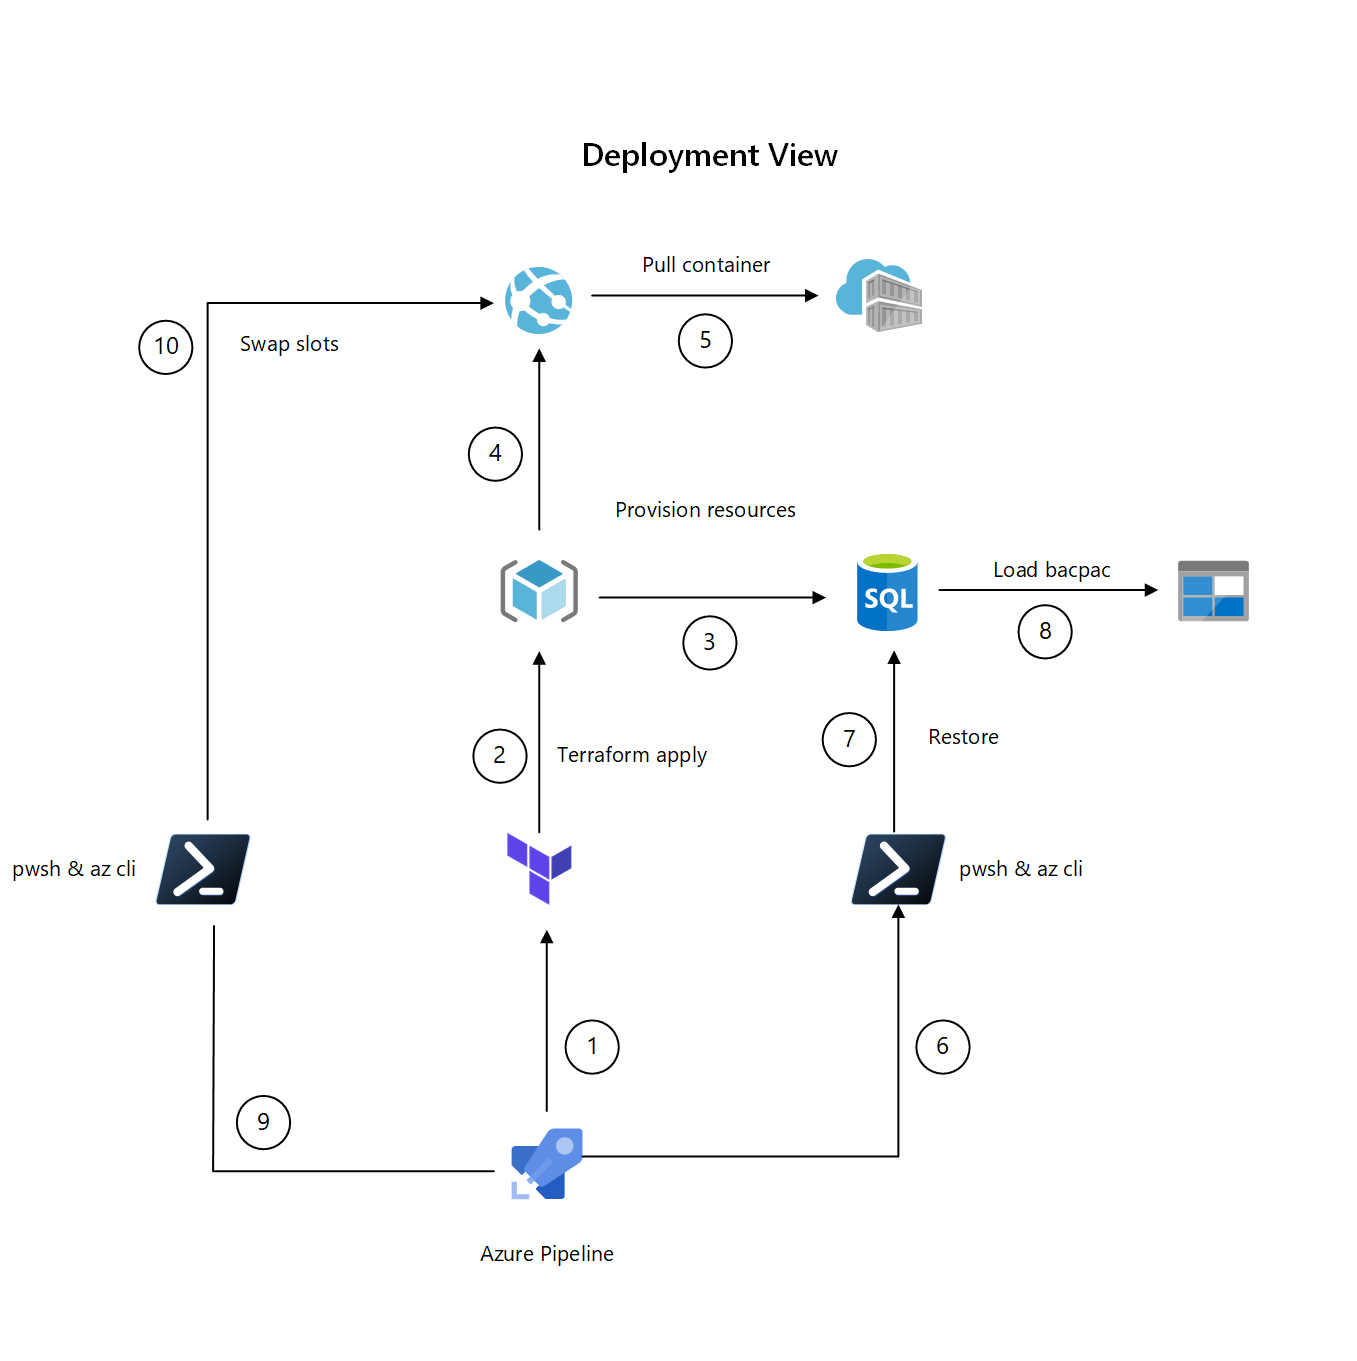 Deployment View
Pull container
5
10
Swap slots
4
Provision resources
SQL
Load bacpac
8
3
2
Terraform apply
7
Restore
pwsh & az cli
pwsh & az cli
1
6
9
Azure Pipeline